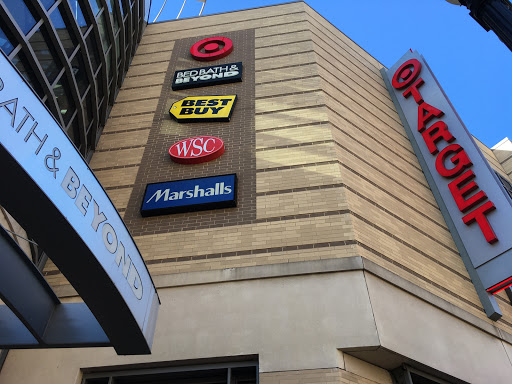 BED BATH &
BEYOND
BEST
BUY
WSC
Marshalls
TARGET
BATH & BEYOND